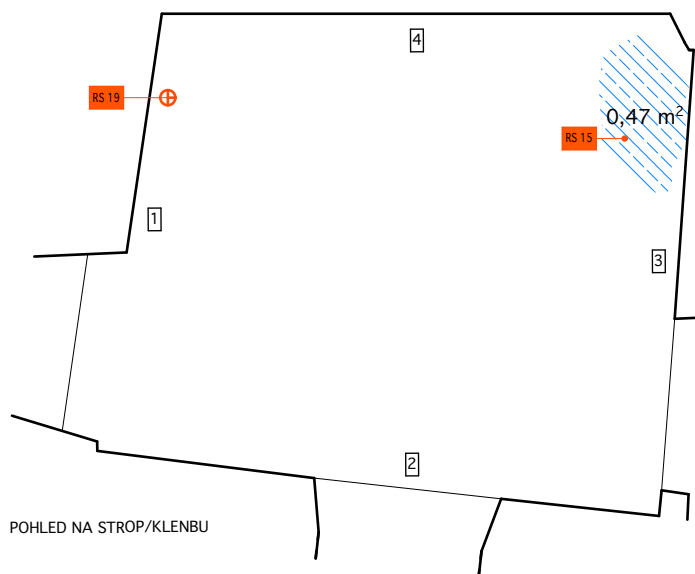 4
RS 19
0,47 m²
RS 15
1
3
2
POHLED NA STROP/KLENBU